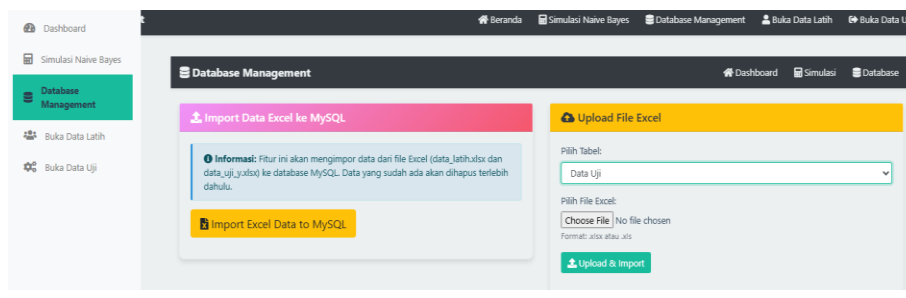 Dashboard
t
Beranda
Simulasi Naive Bayes
Database Management
Buka Data Latih
Buka Data U
Simulasi Naive Bayes
Database Management
Dashboard
Simulasi
Database
Database
Management
Buka Data Latih
Buka Data Uji
Import Data Excel ke MySQL
Informasi: Fitur ini akan mengimpor data dari file Excel (data_latih.xlsx dan
data_uji_y.xlsx) ke database MySQL. Data yang sudah ada akan dihapus terlebih
dahulu.
Import Excel Data to MySQL
Upload File Excel
Pilih Tabel:
Data Uji
Pilih File Excel:
Choose File No file chosen
Format: .xlsx atau .xls
Upload & Import